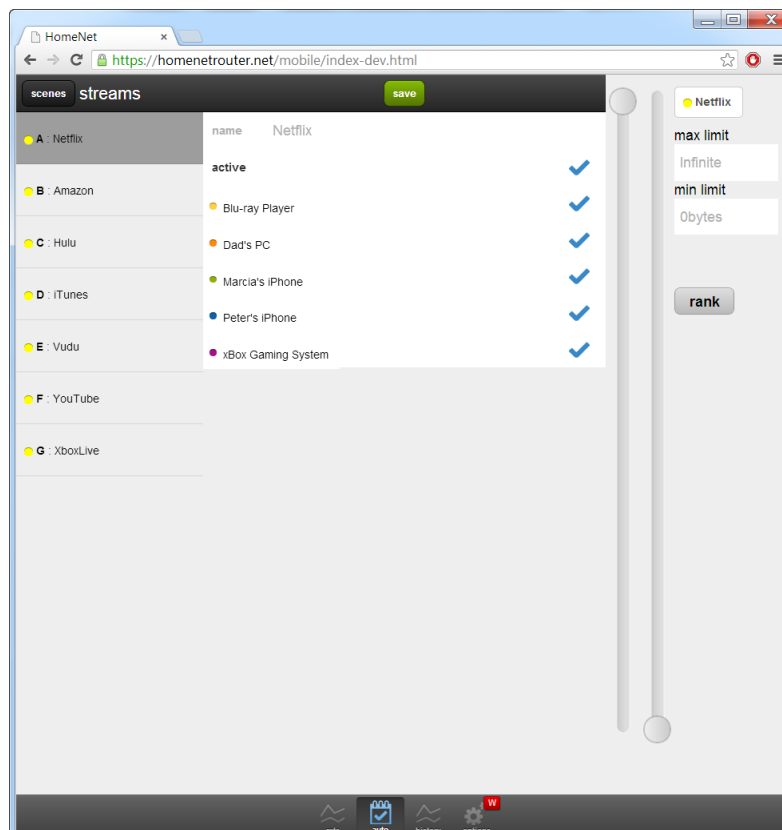 HomeNet
https://homenetrouter.net/mobile/index-dev.html
scenes streams save
A : Netflix
B : Amazon
C : Hulu
D : iTunes
E : Vudu
F : YouTube
G : XboxLive
name Netflix
active
Blu-ray Player
Dad's PC
Marcia's iPhone
Peter's iPhone
xBox Gaming System
Netflix
max limit
Infinite
min limit
0bytes
rank
W